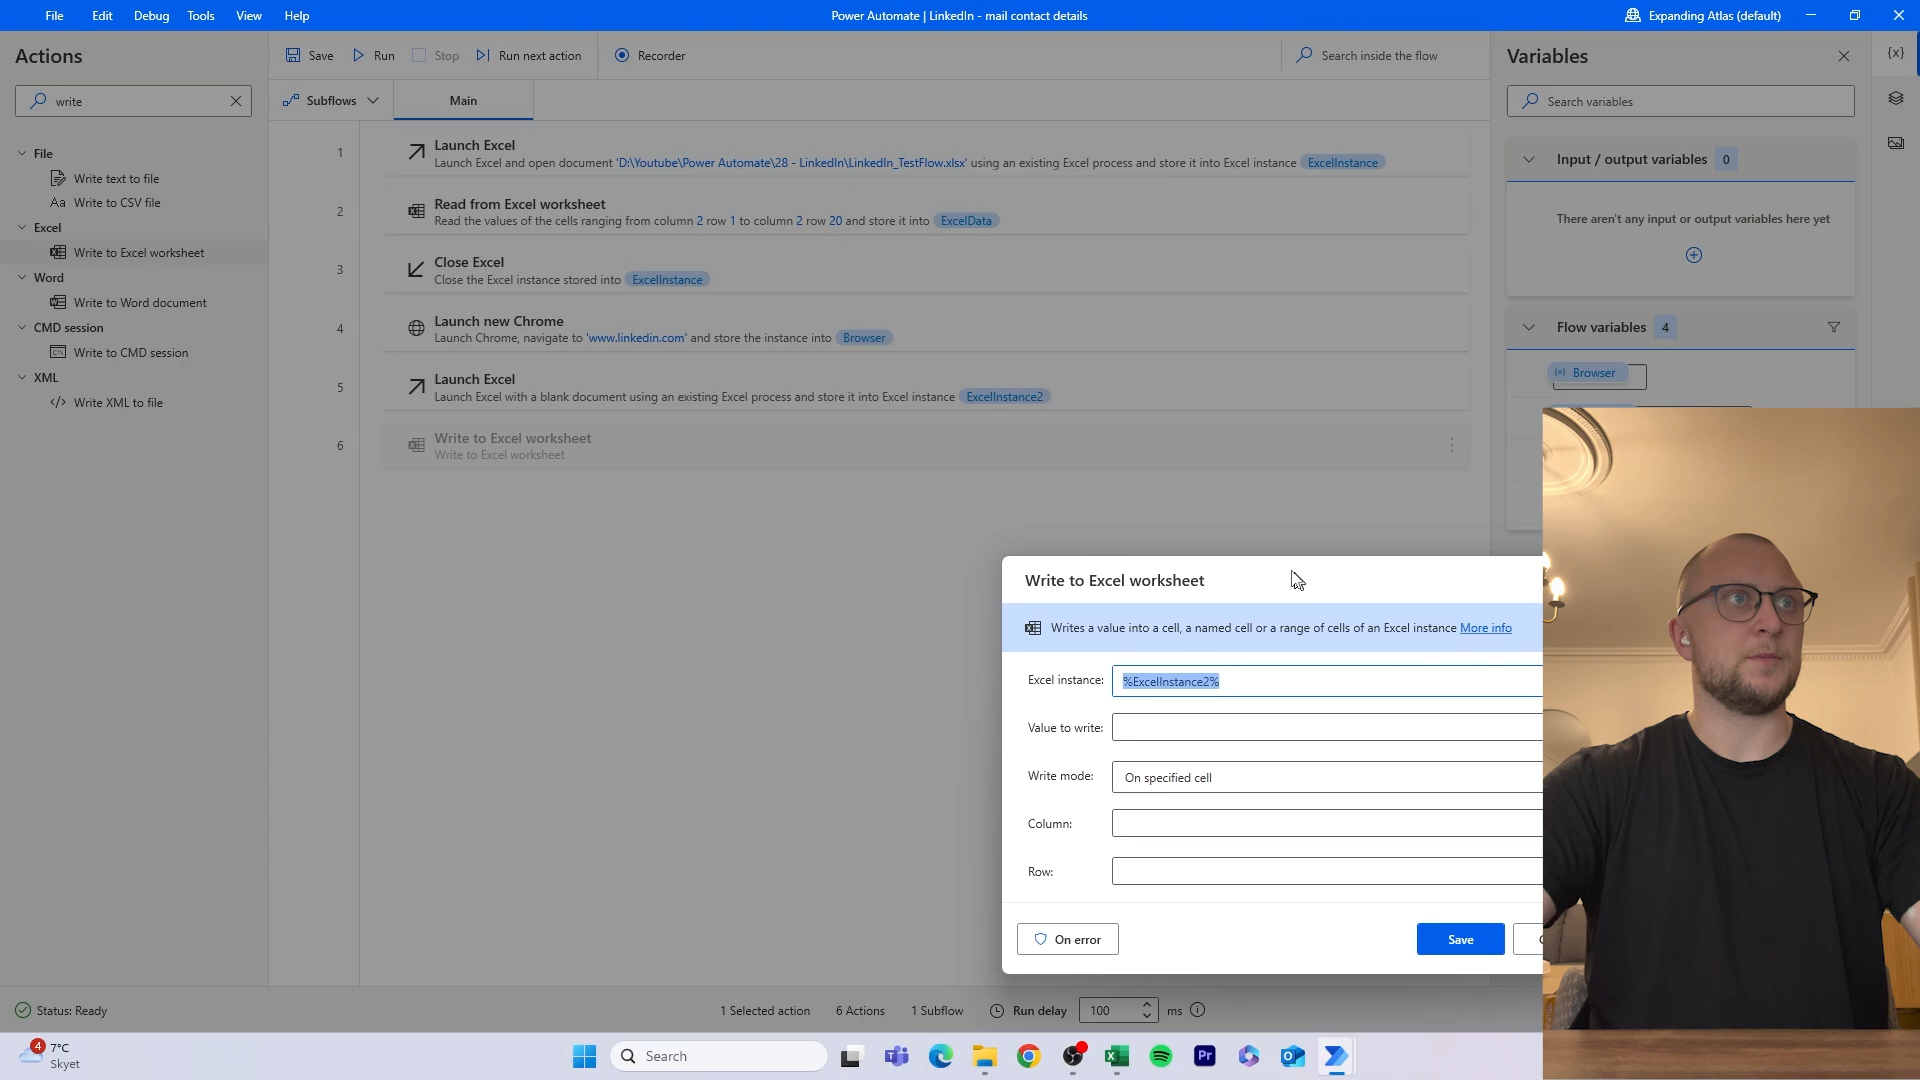 File Edit Debug Tools View Help
Power Automate | LinkedIn - mail contact details
Expanding Atlas (default)
Actions
write
File
Write text to file
Aa Write to CSV file
Excel
Write to Excel worksheet
Word
Write to Word document
CMD session
Write to CMD session
XML
Write XML to file
Save Run Stop Run next action Recorder
Search inside the flow
Subflows Main
1
Launch Excel
Launch Excel and open document 'D:\Youtube\Power Automate\28 - LinkedIn\LinkedIn_TestFlow.xlsx' using an existing Excel process and store it into Excel instance ExcelInstance
2
Read from Excel worksheet
Read the values of the cells ranging from column 2 row 1 to column 2 row 20 and store it into ExcelData
3
Close Excel
Close the Excel instance stored into ExcelInstance
4
Launch new Chrome
Launch Chrome, navigate to 'www.linkedin.com' and store the instance into Browser
5
Launch Excel
Launch Excel with a blank document using an existing Excel process and store it into Excel instance ExcelInstance2
6
Write to Excel worksheet
Write to Excel worksheet
Variables
{x}
Search variables
Input / output variables 0
There aren't any input or output variables here yet
Flow variables 4
(x) Browser
Write to Excel worksheet
Writes a value into a cell, a named cell or a range of cells of an Excel instance More info
Excel instance: %ExcelInstance2%
Value to write:
Write mode: On specified cell
Column:
Row:
On error
Save
Status: Ready
1 Selected action 6 Actions 1 Subflow Run delay 100 ms
4
7°C
Skyet
Search
Pr